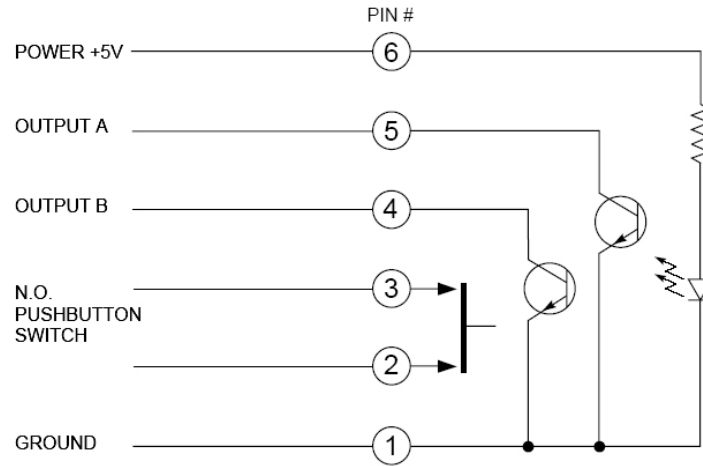 PIN #
POWER +5V
6
OUTPUT A
5
OUTPUT B
4
N.O.
PUSHBUTTON
SWITCH
3
2
GROUND
1